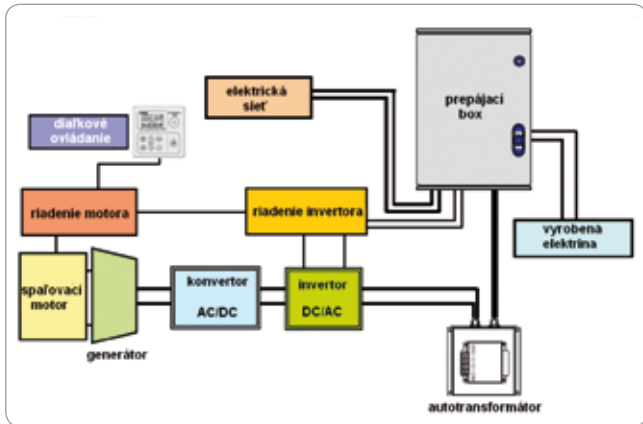 elektrická
sieť
prepájací
box
diaľkové
ovládanie
riadenie motora
riadenie invertora
vyrobená
elektrina
spaľovací
motor
konvertor
AC/DC
invertor
DC/AC
generátor
autotransformátor